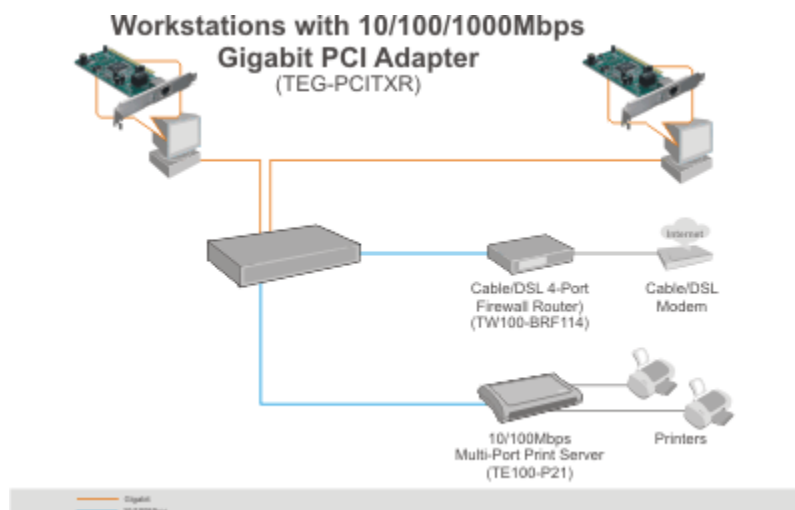 Workstations with 10/100/1000Mbps
Gigabit PCI Adapter
(TEG-PCITXR)
Internet
Cable/DSL 4-Port
Firewall Router)
(TW100-BRF114)
Cable/DSL
Modem
10/100Mbps
Multi-Port Print Server
(TE100-P21)
Printers
Gigabit